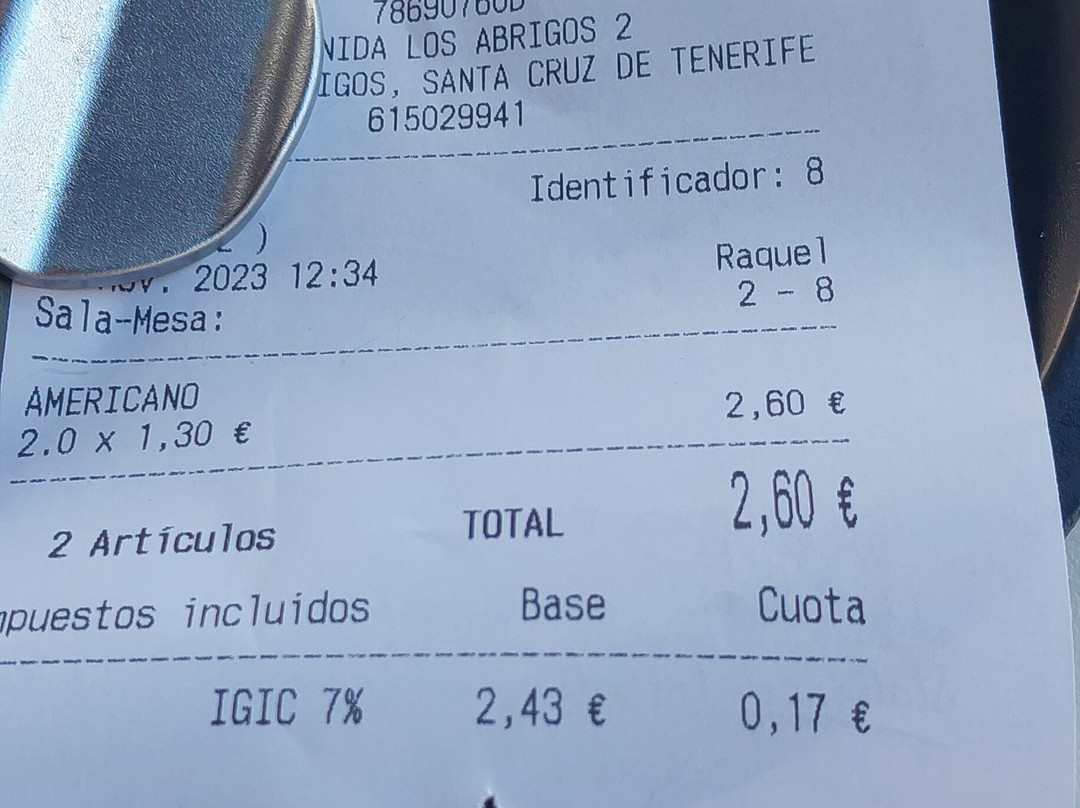 NIDA LOS ABRIGOS 2
IGOS, SANTA CRUZ DE TENERIFE
615029941
Identificador: 8
)
2023 12:34 Raquel
Sala-Mesa: 2 - 8
AMERICANO
2.0 x 1,30 € 2,60 €
2 Artículos TOTAL 2,60 €
mpuestos incluidos Base Cuota
IGIC 7% 2,43 € 0,17 €